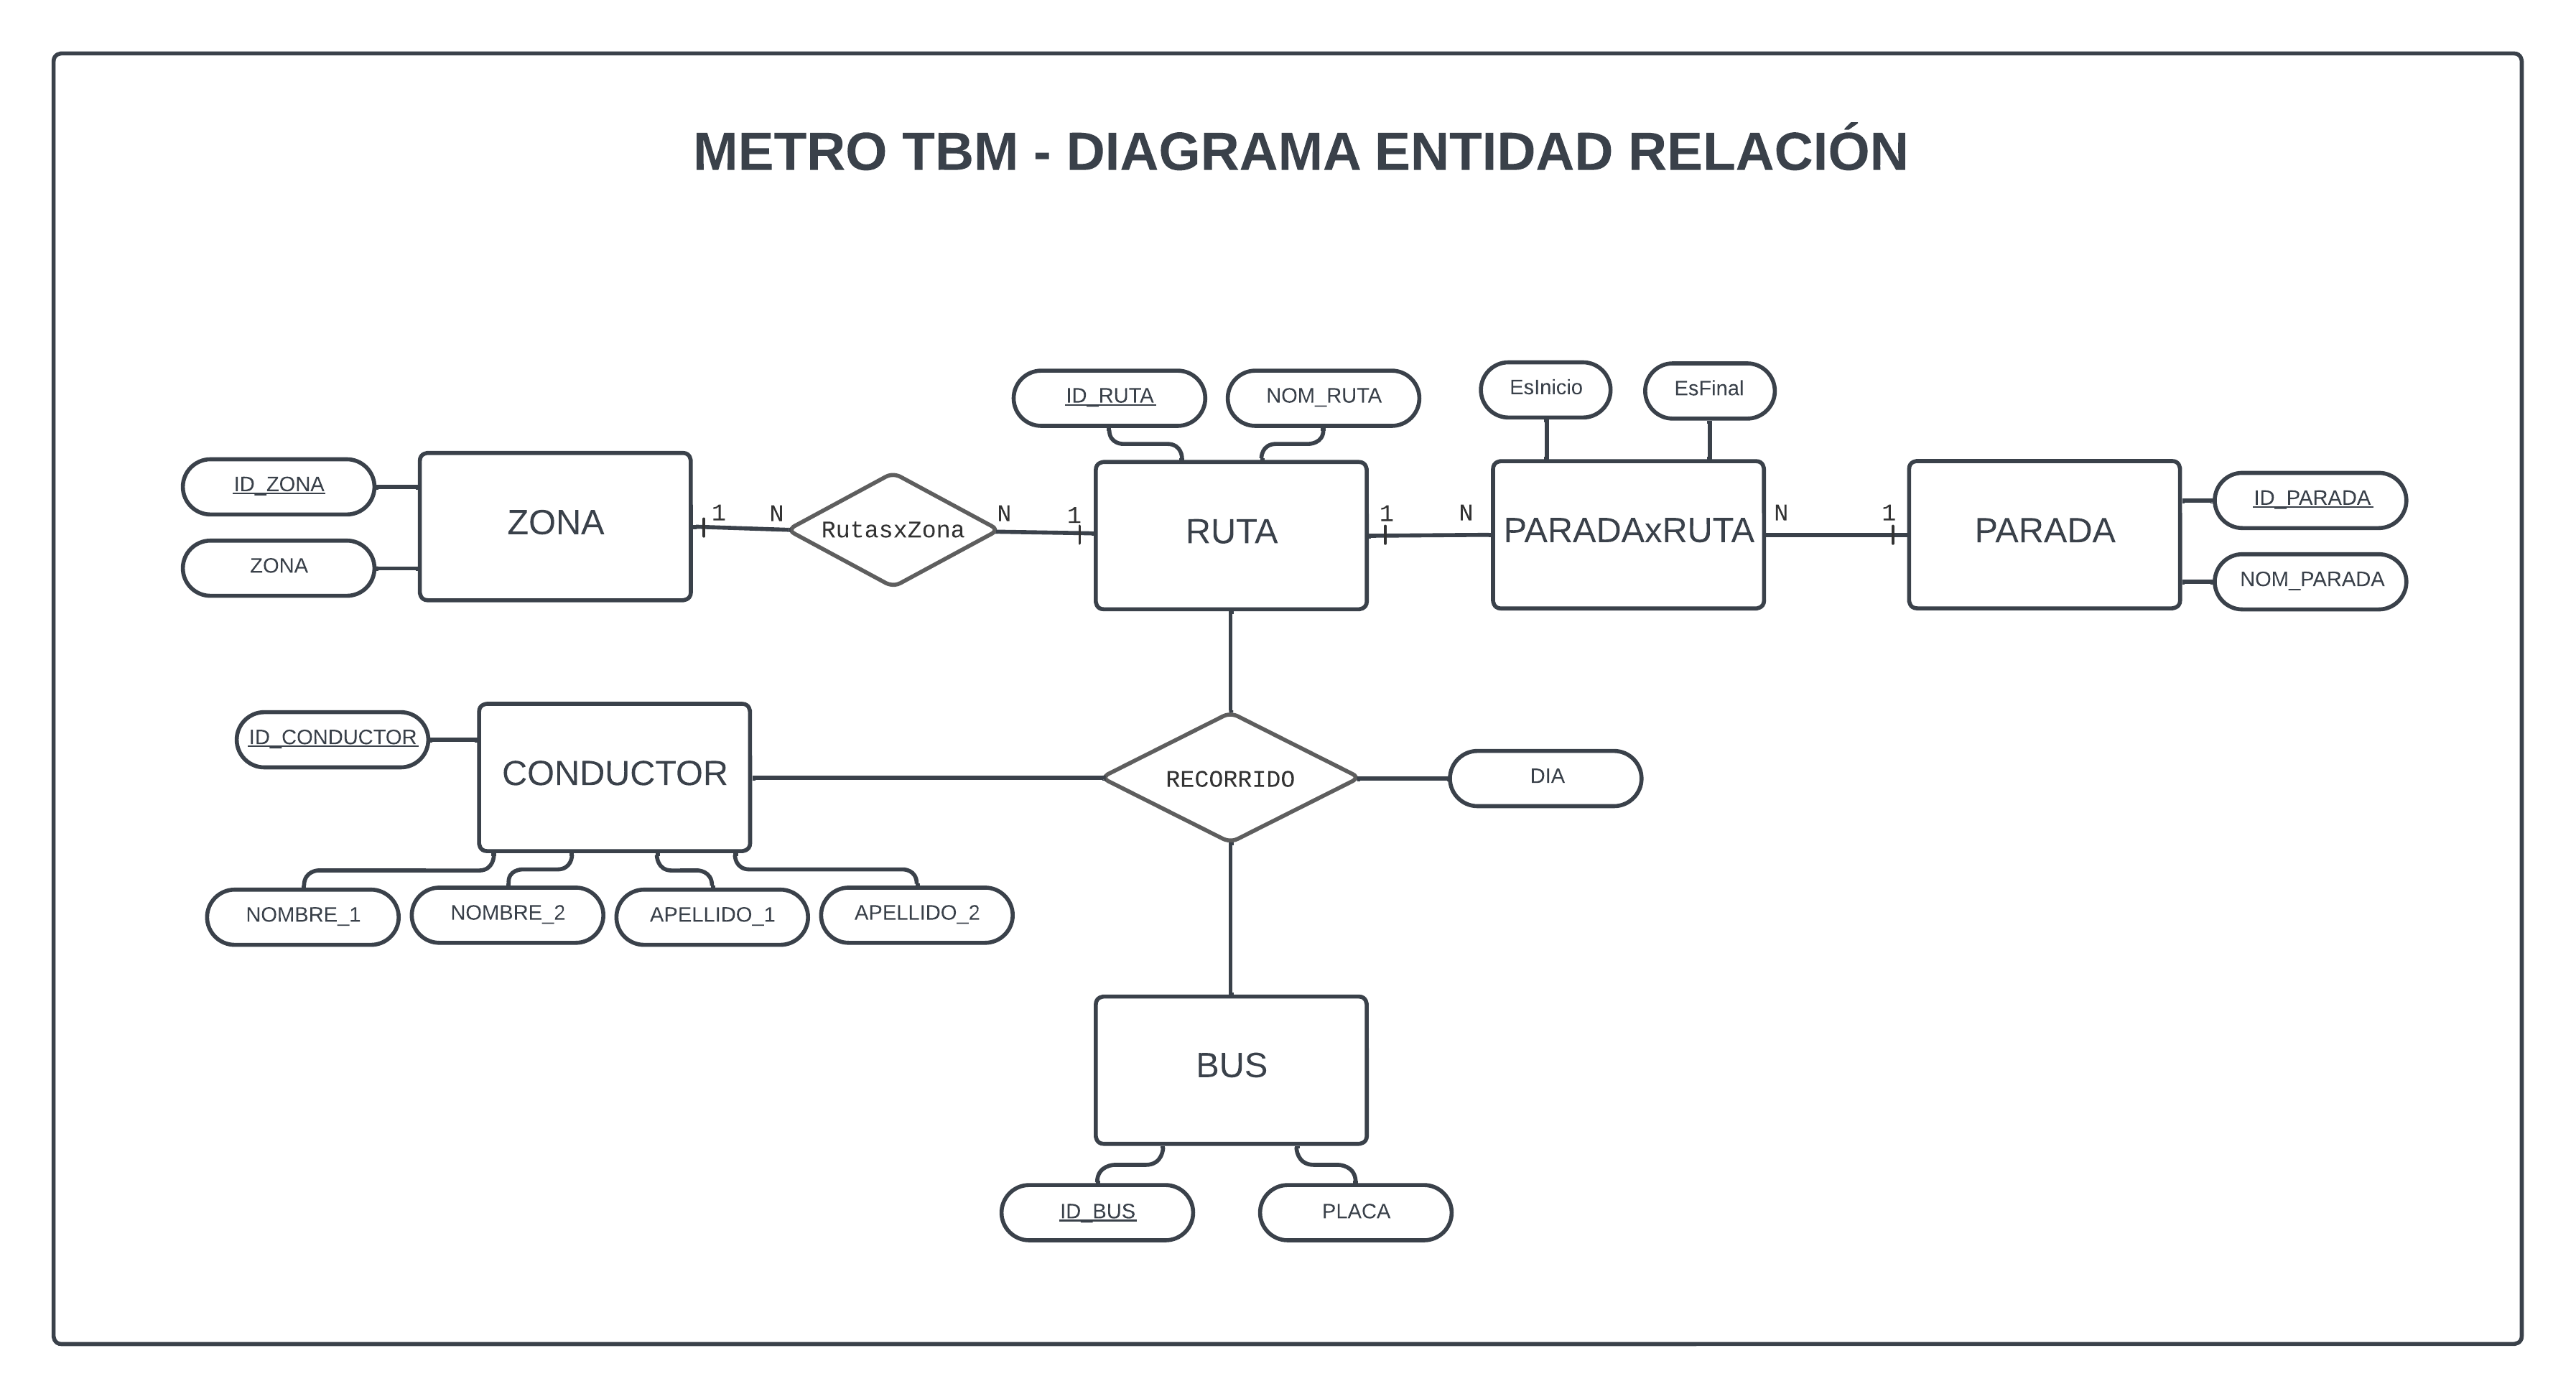 METRO TBM - DIAGRAMA ENTIDAD RELACIÓN
ID_RUTA
NOM_RUTA
EsInicio
EsFinal
ID_ZONA
ZONA
ZONA
1
N
RutasxZona
N
1
RUTA
1
N
PARADAxRUTA
N
1
PARADA
ID_PARADA
NOM_PARADA
ID_CONDUCTOR
CONDUCTOR
RECORRIDO
DIA
NOMBRE_1
NOMBRE_2
APELLIDO_1
APELLIDO_2
BUS
ID_BUS
PLACA